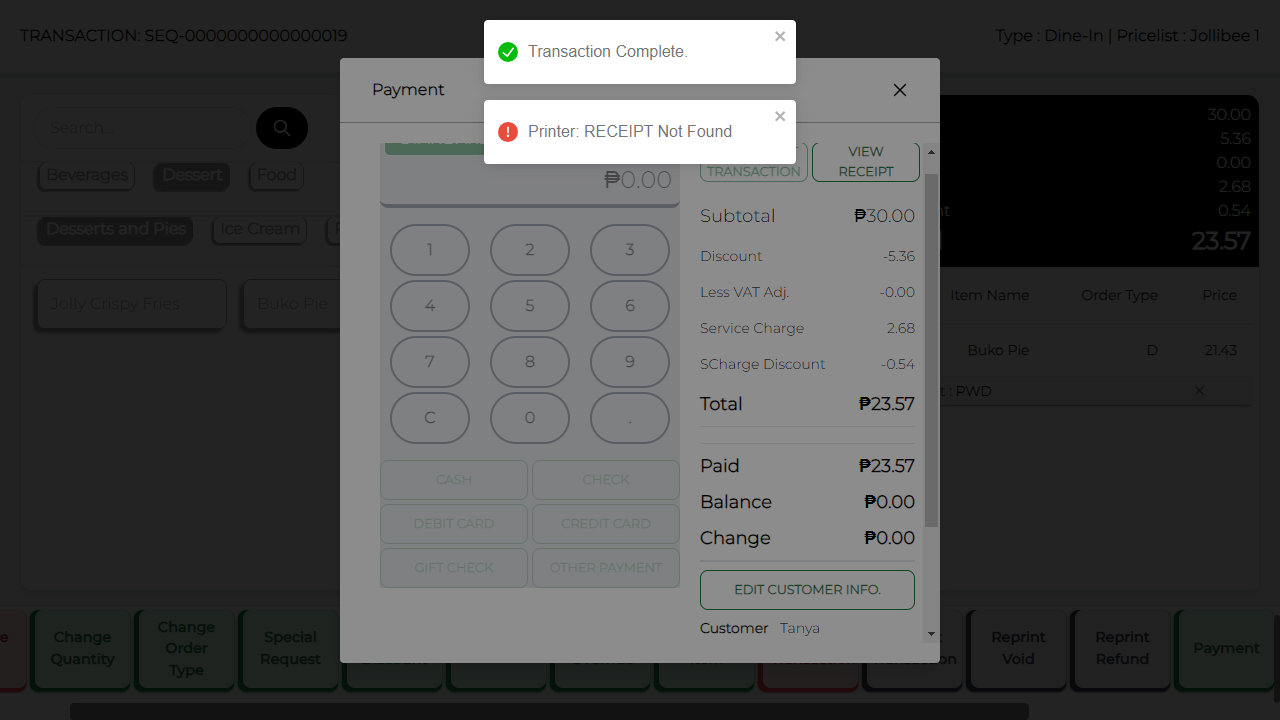 TRANSACTION: SEQ-0000000000000019
Type : Dine-In | Pricelist : Jollibee 1
Transaction Complete.
Printer: RECEIPT Not Found
Payment
Search...
Beverages Dessert Food
Desserts and Pies Ice Cream
Jolly Crispy Fries Buko Pie
₱0.00
1 2 3
4 5 6
7 8 9
C 0 .
CASH CHECK
DEBIT CARD CREDIT CARD
GIFT CHECK OTHER PAYMENT
TRANSACTION
VIEW
RECEIPT
Subtotal ₱30.00
Discount -5.36
Less VAT Adj. -0.00
Service Charge 2.68
SCharge Discount -0.54
Total ₱23.57
Paid ₱23.57
Balance ₱0.00
Change ₱0.00
EDIT CUSTOMER INFO.
Customer Tanya
30.00
5.36
0.00
2.68
0.54
23.57
Item Name Order Type Price
Buko Pie D 21.43
: PWD
Change
Quantity
Change
Order
Type
Special
Request
Reprint
Void
Reprint
Refund
Payment